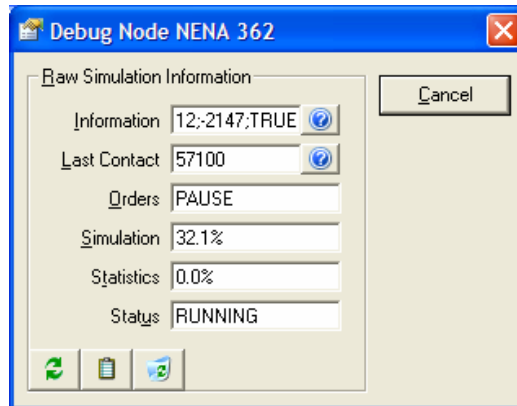 Debug Node NENA 362
Raw Simulation Information
Cancel
Information 12;-2147;TRUE
Last Contact 57100
Orders PAUSE
Simulation 32.1%
Statistics 0.0%
Status RUNNING